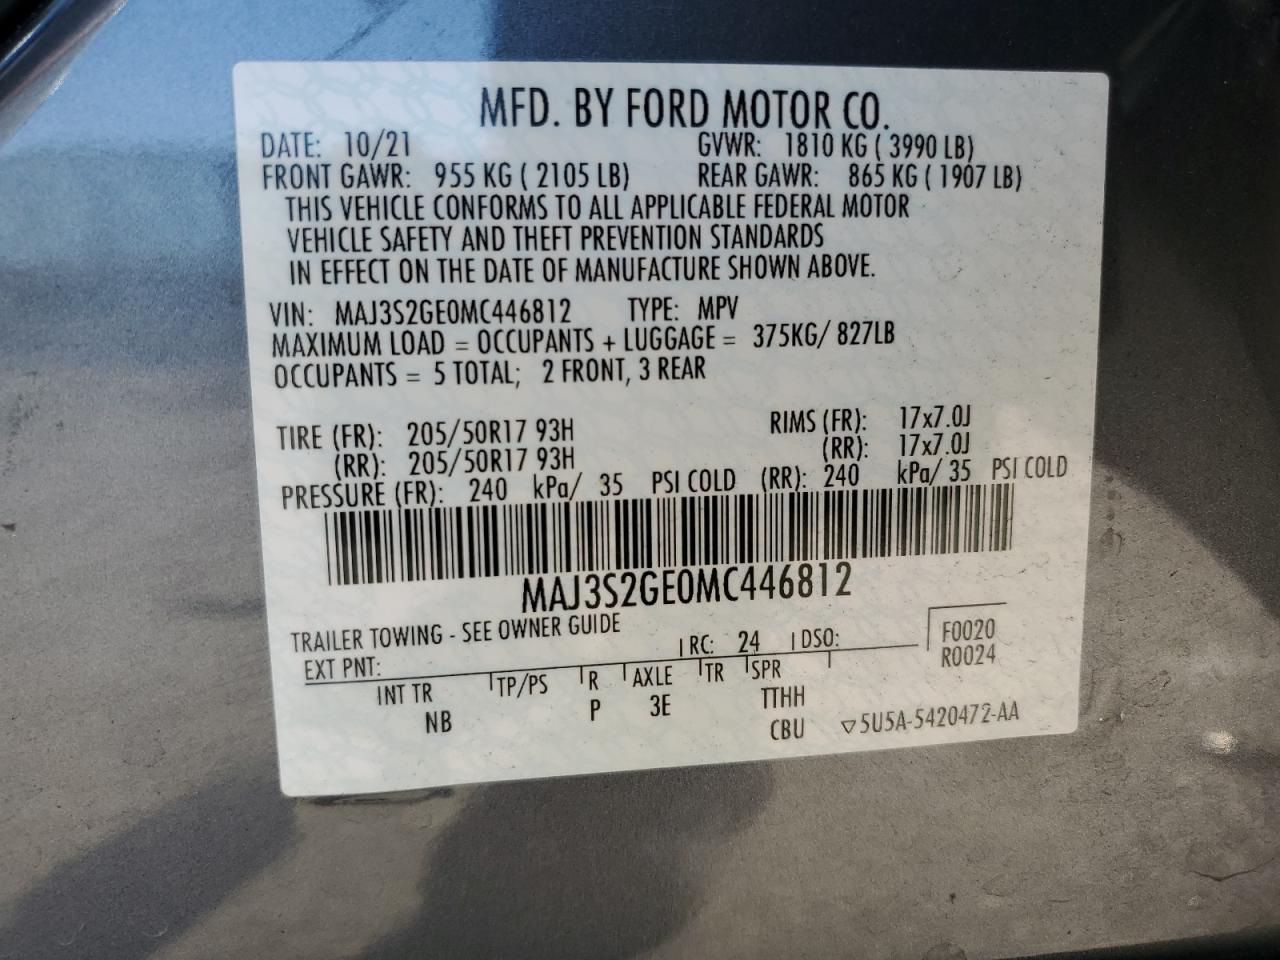 MFD. BY FORD MOTOR CO.
DATE: 10/21 GVWR: 1810 KG ( 3990 LB)
FRONT GAWR: 955 KG ( 2105 LB) REAR GAWR: 865 KG ( 1907 LB)
THIS VEHICLE CONFORMS TO ALL APPLICABLE FEDERAL MOTOR
VEHICLE SAFETY AND THEFT PREVENTION STANDARDS
IN EFFECT ON THE DATE OF MANUFACTURE SHOWN ABOVE.
VIN: MAJ3S2GE0MC446812 TYPE: MPV
MAXIMUM LOAD = OCCUPANTS + LUGGAGE = 375KG/ 827LB
OCCUPANTS = 5 TOTAL; 2 FRONT, 3 REAR
TIRE (FR): 205/50R17 93H RIMS (FR): 17x7.0J
(RR): 205/50R17 93H (RR): 17x7.0J
PRESSURE (FR): 240 kPa/ 35 PSI COLD (RR): 240 kPa/ 35 PSI COLD
MAJ3S2GE0MC446812
TRAILER TOWING - SEE OWNER GUIDE
EXT PNT: RC: 24 DSO: F0020
R0024
INT TR TP/PS R AXLE TR SPR
NB P 3E TTHH
CBU ▽5U5A-5420472-AA